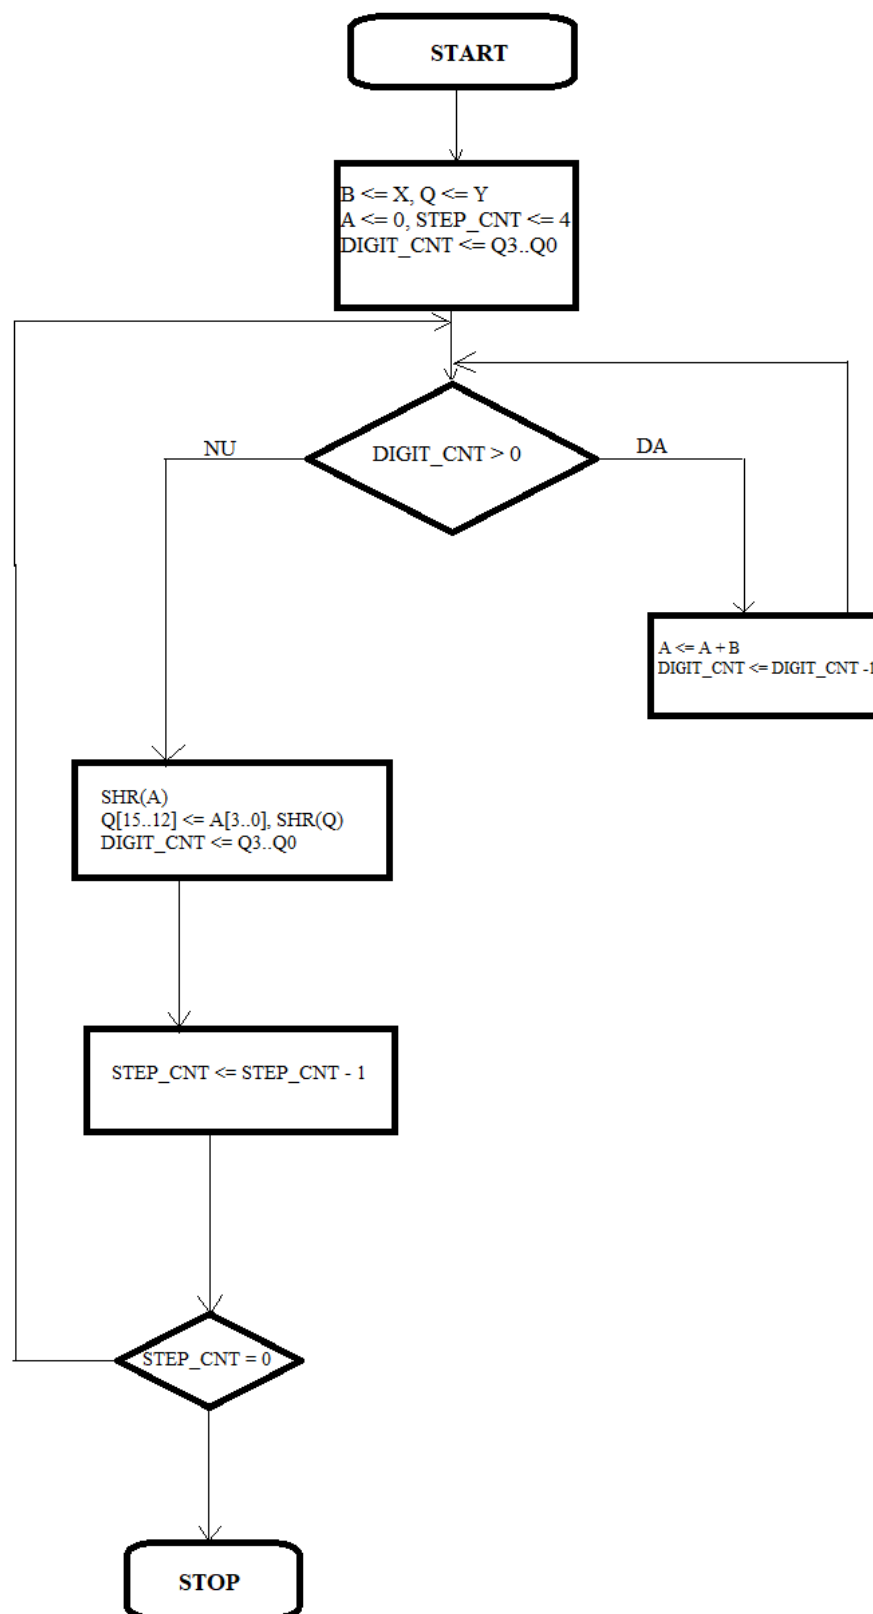 START
B <= X, Q <= Y
A <= 0, STEP_CNT <= 4
DIGIT_CNT <= Q3..Q0
DIGIT_CNT > 0
NU
DA
A <= A + B
DIGIT_CNT <= DIGIT_CNT -1
SHR(A)
Q[15..12] <= A[3..0], SHR(Q)
DIGIT_CNT <= Q3..Q0
STEP_CNT <= STEP_CNT - 1
STEP_CNT = 0
STOP